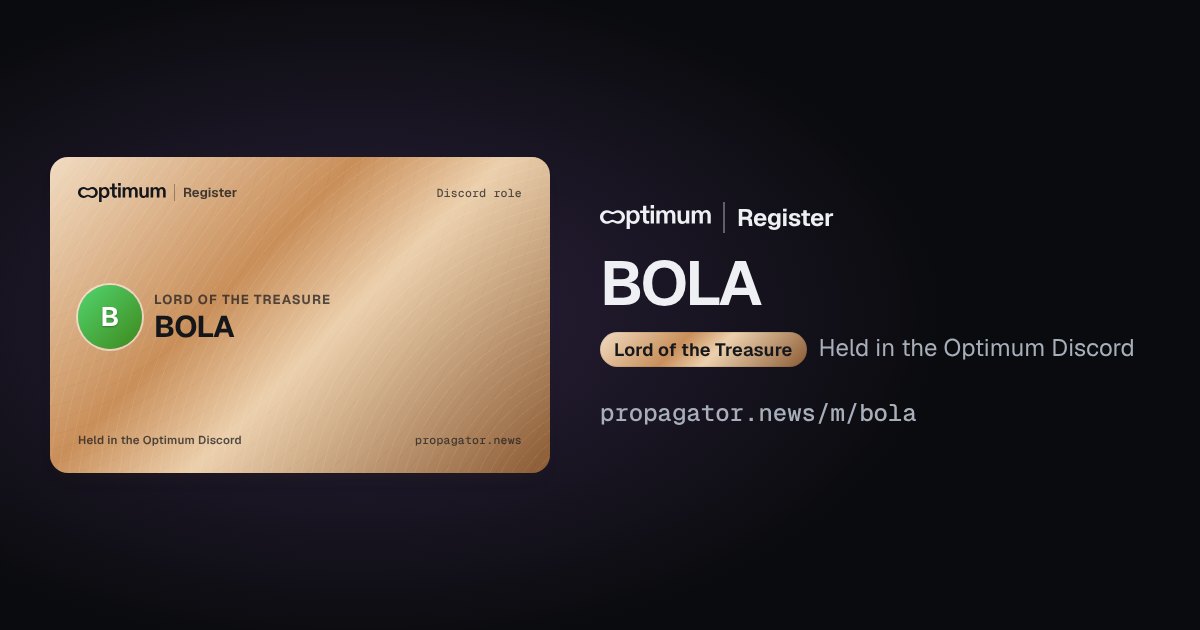 optimum | Register
Discord role
B
LORD OF THE TREASURE
BOLA
Held in the Optimum Discord
propagator.news
optimum | Register
BOLA
Lord of the Treasure
Held in the Optimum Discord
propagator.news/m/bola